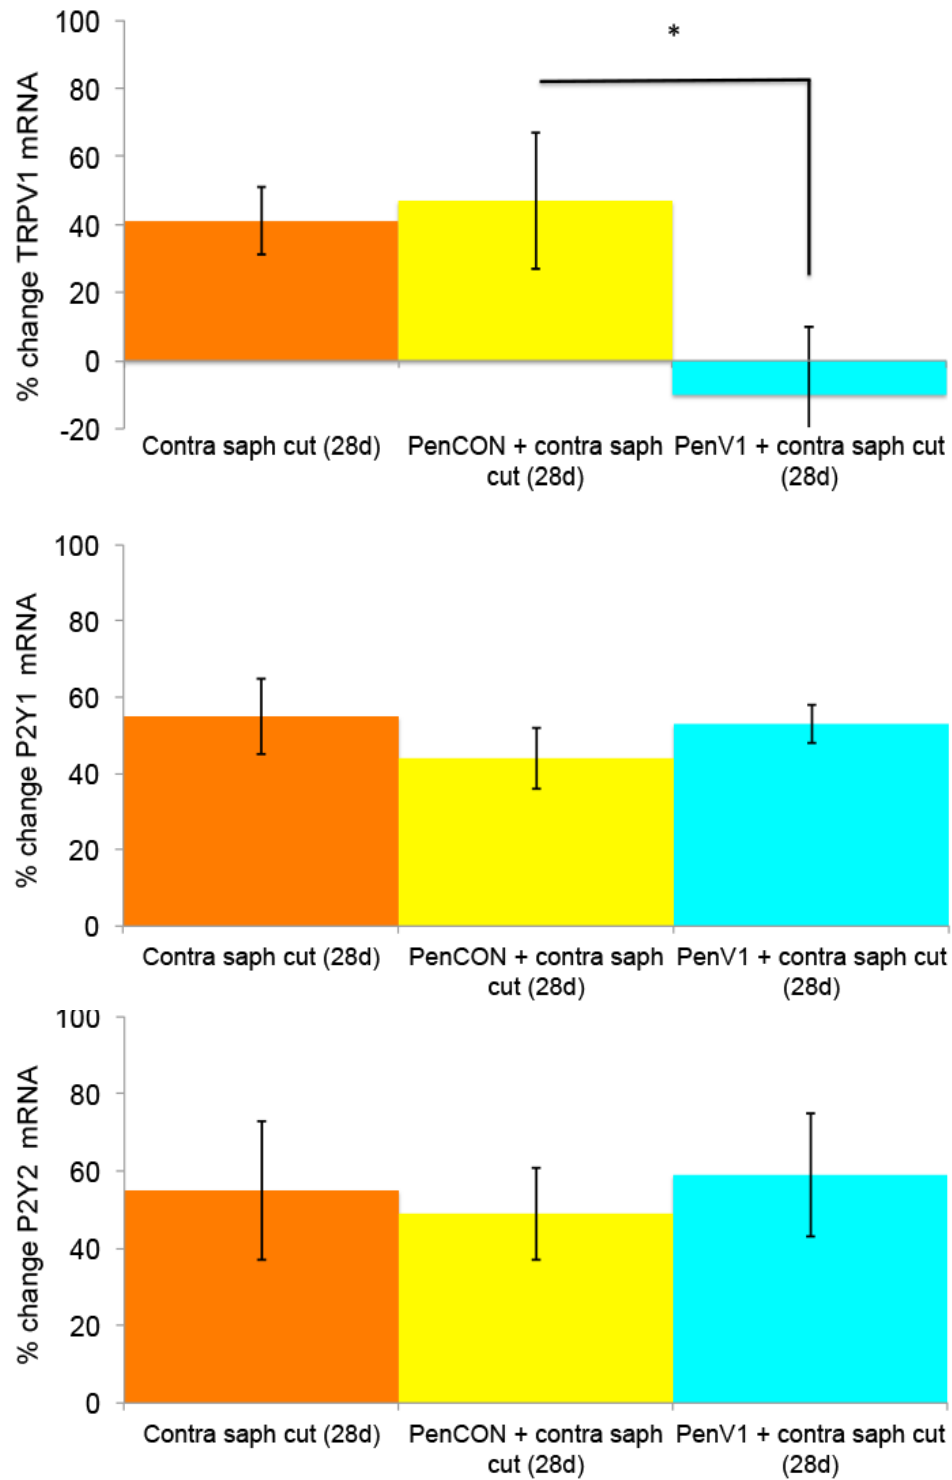 100
*
80
60
40
20
0
-20
% change TRPV1 mRNA
Contra saph cut (28d)
PenCON + contra saph
cut (28d)
PenV1 + contra saph cut
(28d)
100
80
60
40
20
0
% change P2Y1 mRNA
Contra saph cut (28d)
PenCON + contra saph
cut (28d)
PenV1 + contra saph cut
(28d)
100
80
60
40
20
0
% change P2Y2 mRNA
Contra saph cut (28d)
PenCON + contra saph
cut (28d)
PenV1 + contra saph cut
(28d)